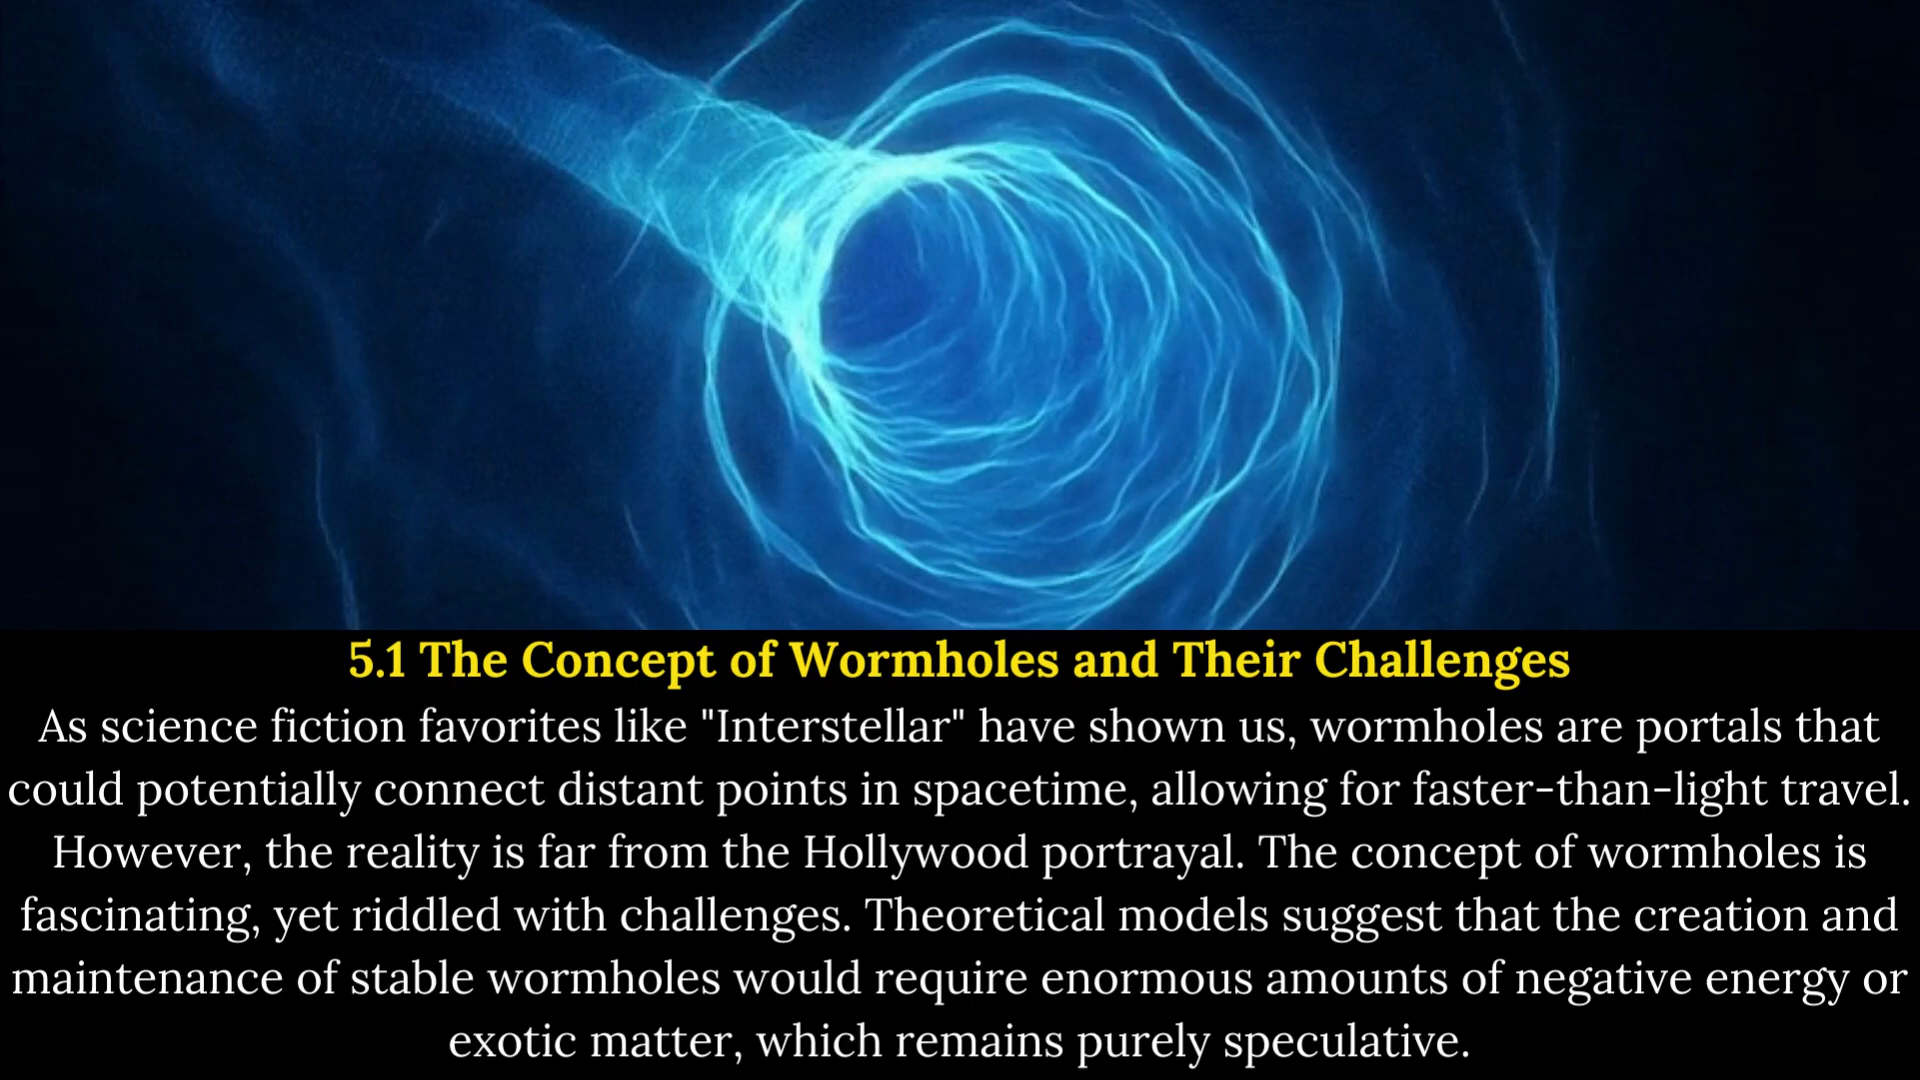 5.1 The Concept of Wormholes and Their Challenges
As science fiction favorites like "Interstellar" have shown us, wormholes are portals that
could potentially connect distant points in spacetime, allowing for faster-than-light travel.
However, the reality is far from the Hollywood portrayal. The concept of wormholes is
fascinating, yet riddled with challenges. Theoretical models suggest that the creation and
maintenance of stable wormholes would require enormous amounts of negative energy or
exotic matter, which remains purely speculative.